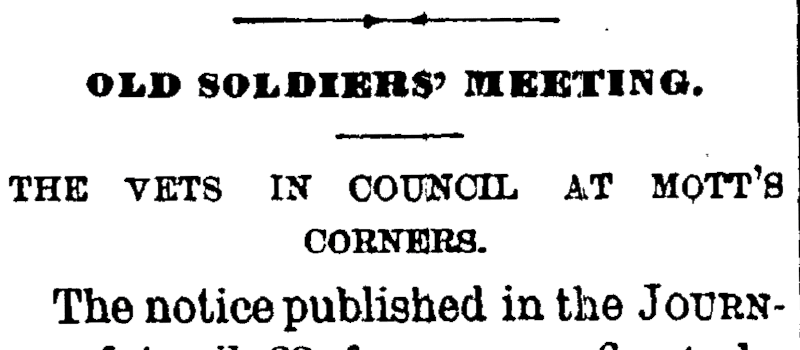 OLD SOLDIERS' MEETING.
THE VETS IN COUNCIL AT MOTT'S
CORNERS.
The notice published in the JOURN-